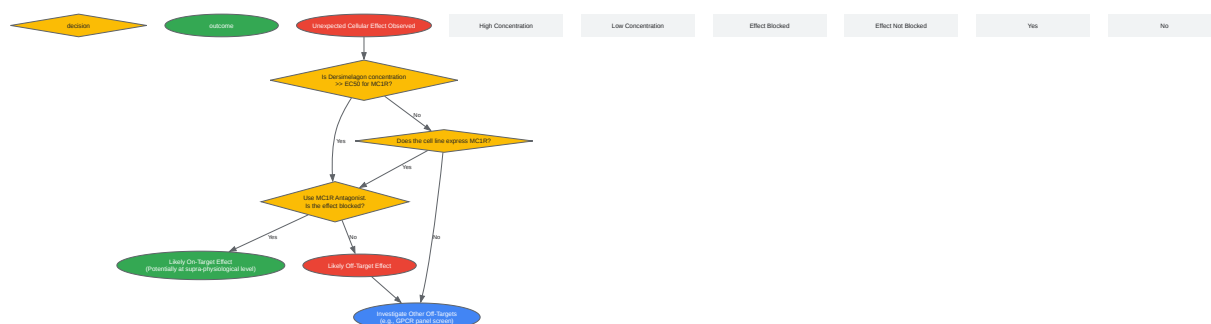 decision
outcome
Unexpected Cellular Effect Observed
High Concentration
Low Concentration
Effect Blocked
Effect Not Blocked
Yes
No
Is Dersimelagon concentration
>> EC50 for MC1R?
No
Yes
Does the cell line express MC1R?
Yes
Use MC1R Antagonist.
Is the effect blocked?
Yes
No
No
Likely On-Target Effect
(Potentially at supra-physiological level)
Likely Off-Target Effect
Investigate Other Off-Targets
(e.g., GPCR panel screen)